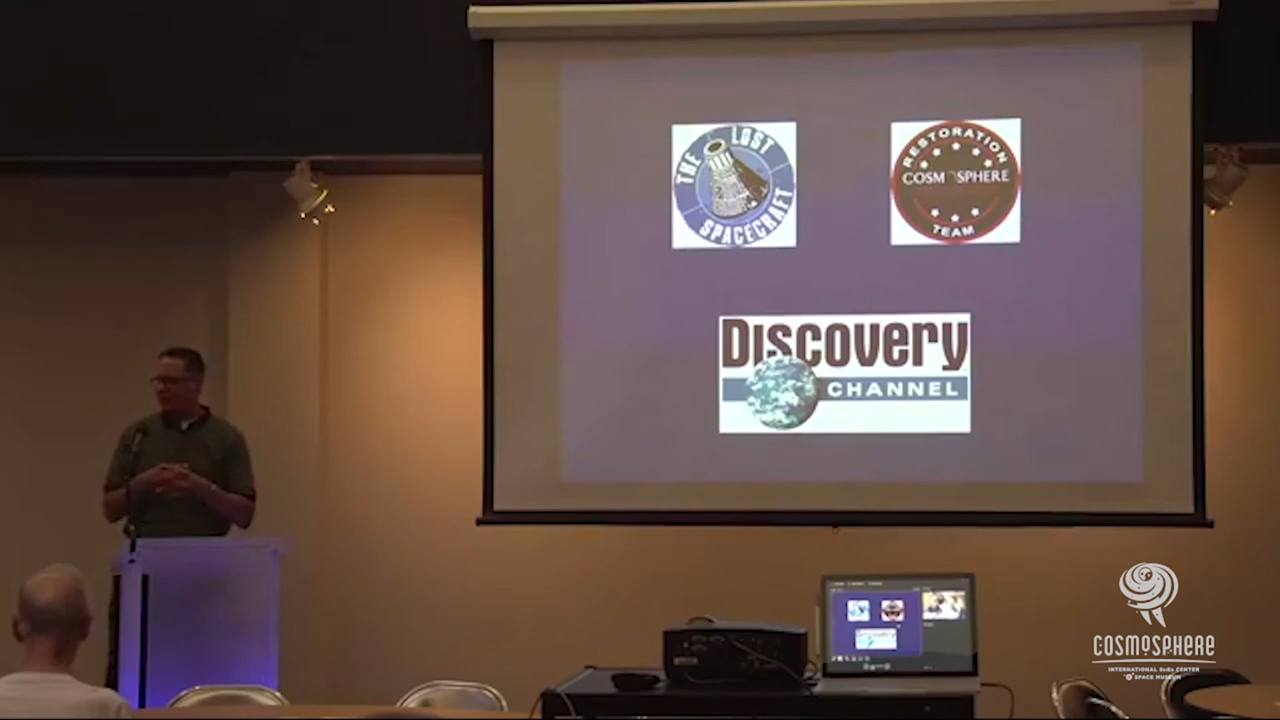 THE LOST
SPACECRAFT
RESTORATION
COSMOSPHERE
TEAM
Discovery
CHANNEL
COSMOSPHERE
INTERNATIONAL SciEd CENTER
& SPACE MUSEUM